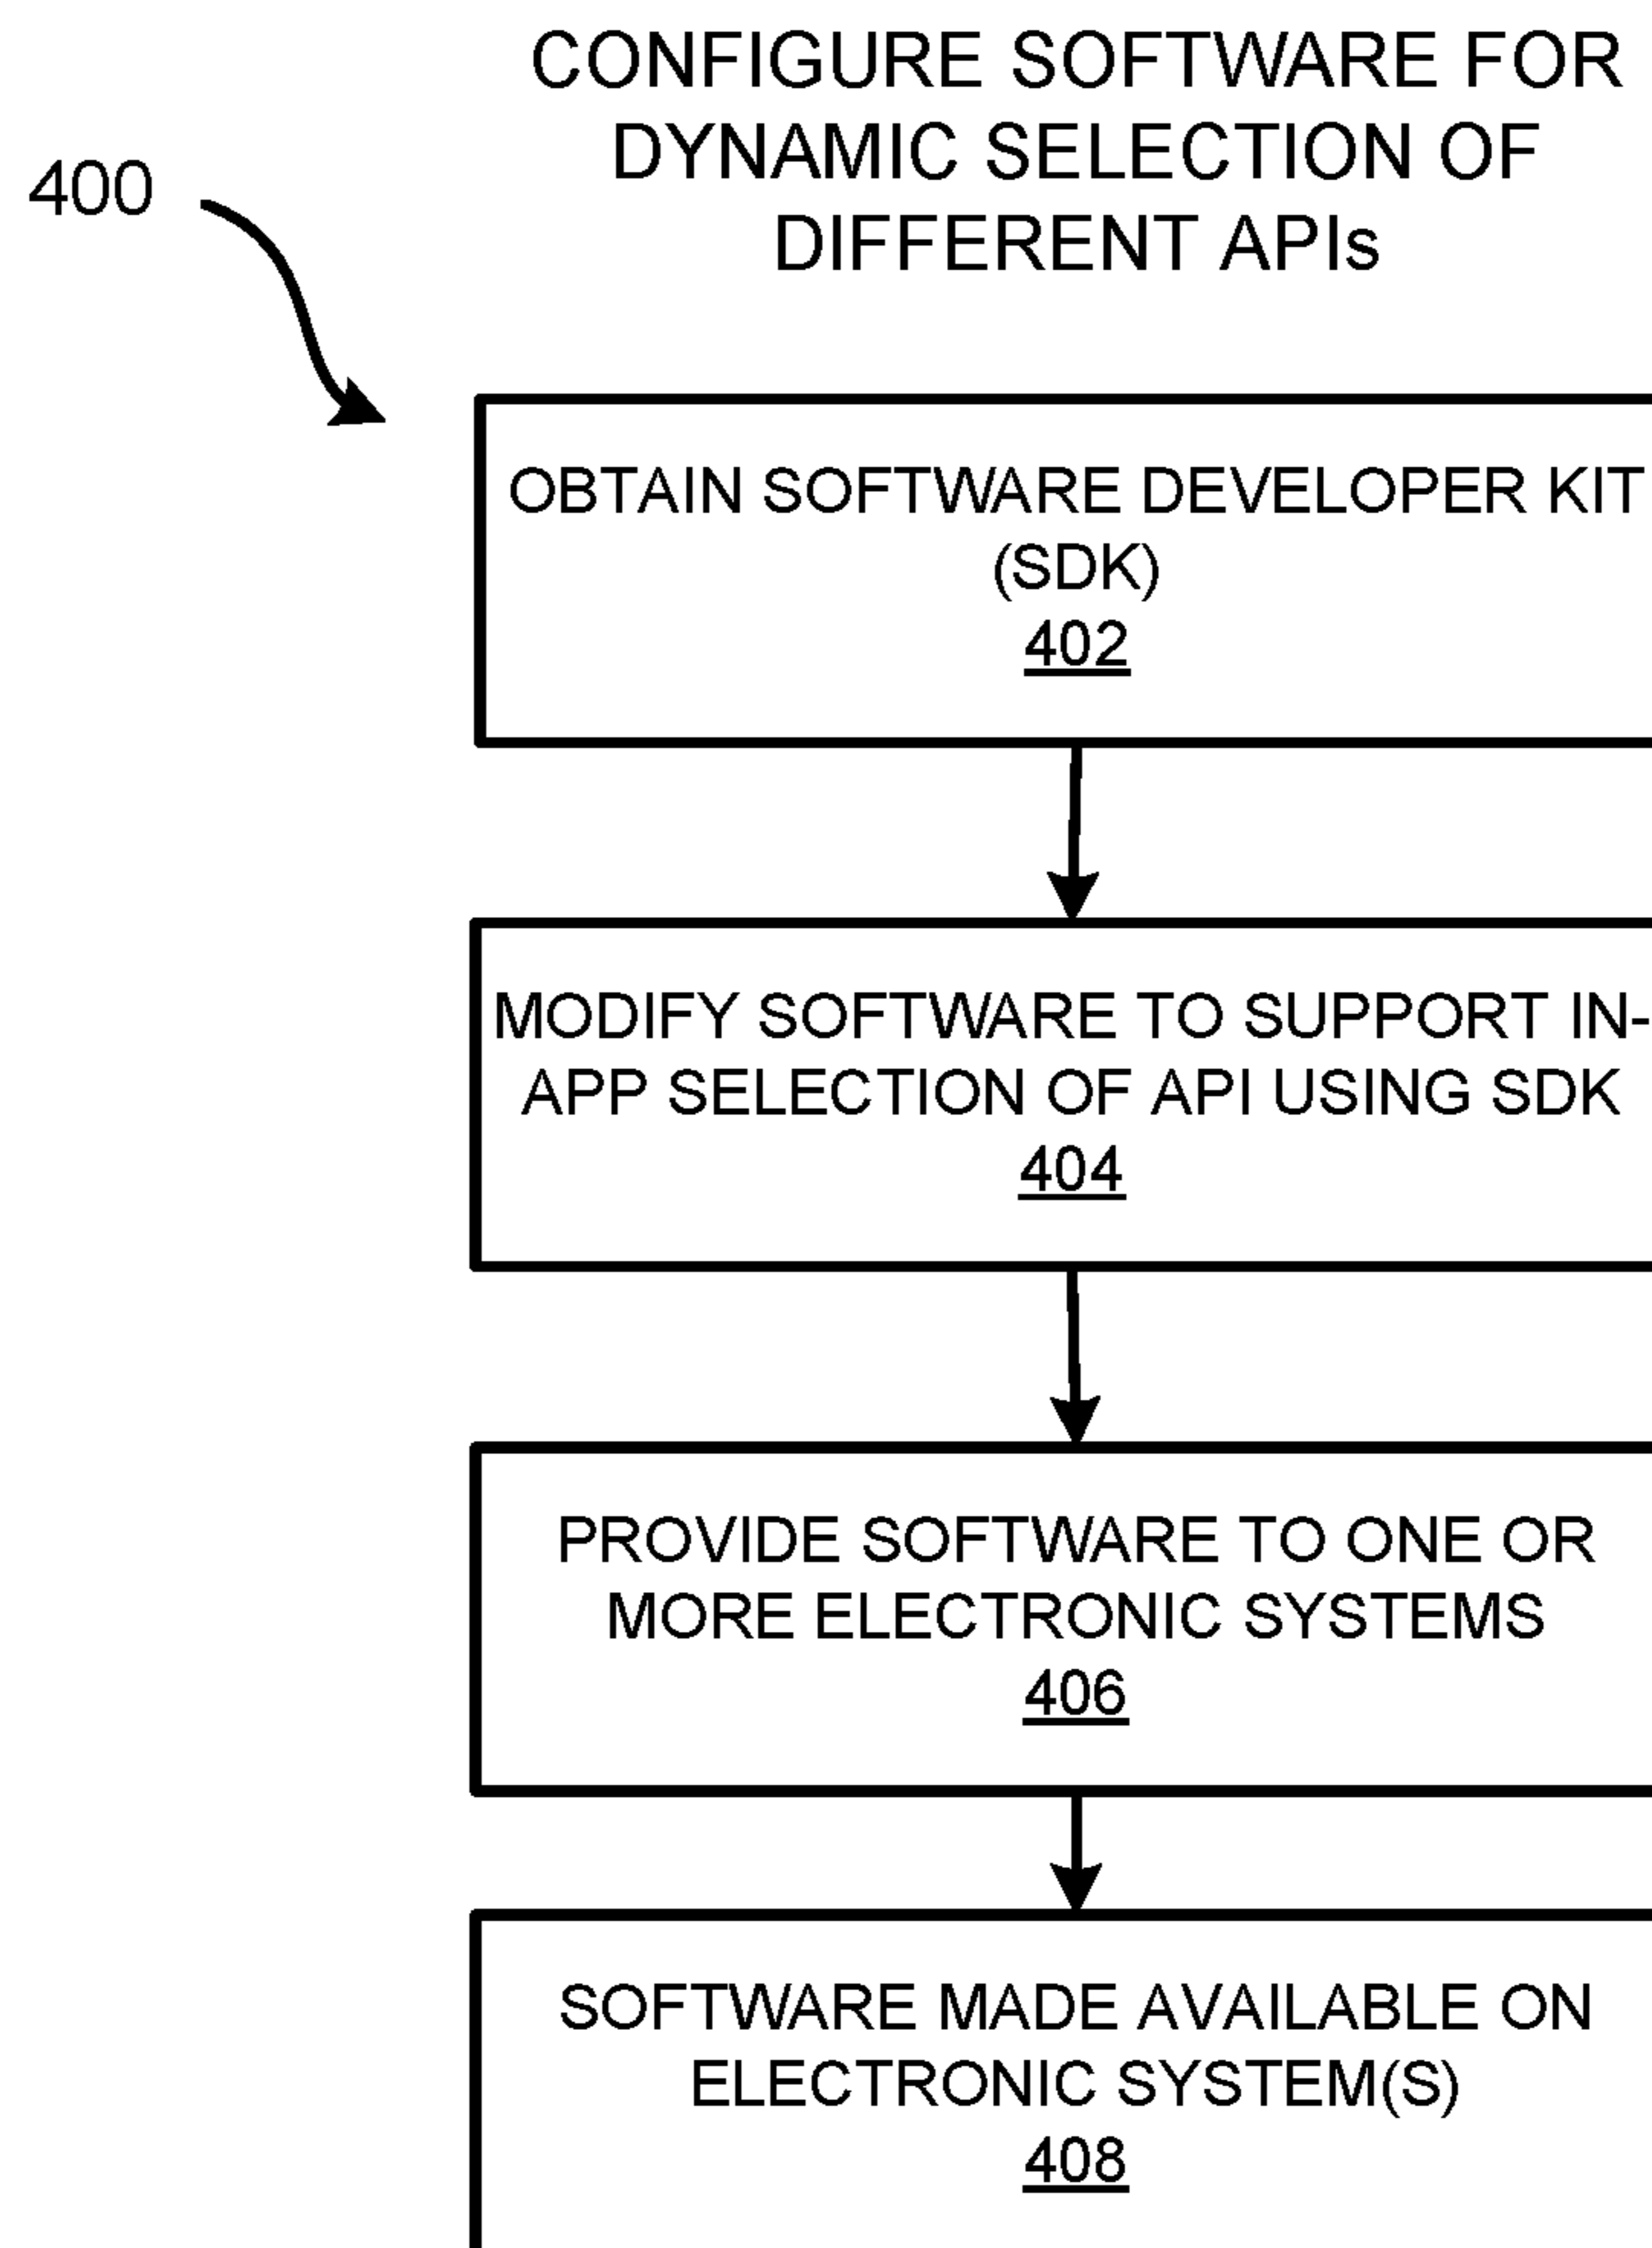 CONFIGURE SOFTWARE FOR
DYNAMIC SELECTION OF
DIFFERENT APIs
400
OBTAIN SOFTWARE DEVELOPER KIT
(SDK)
402
MODIFY SOFTWARE TO SUPPORT IN-
APP SELECTION OF API USING SDK
404
PROVIDE SOFTWARE TO ONE OR
MORE ELECTRONIC SYSTEMS
406
SOFTWARE MADE AVAILABLE ON
ELECTRONIC SYSTEM(S)
408